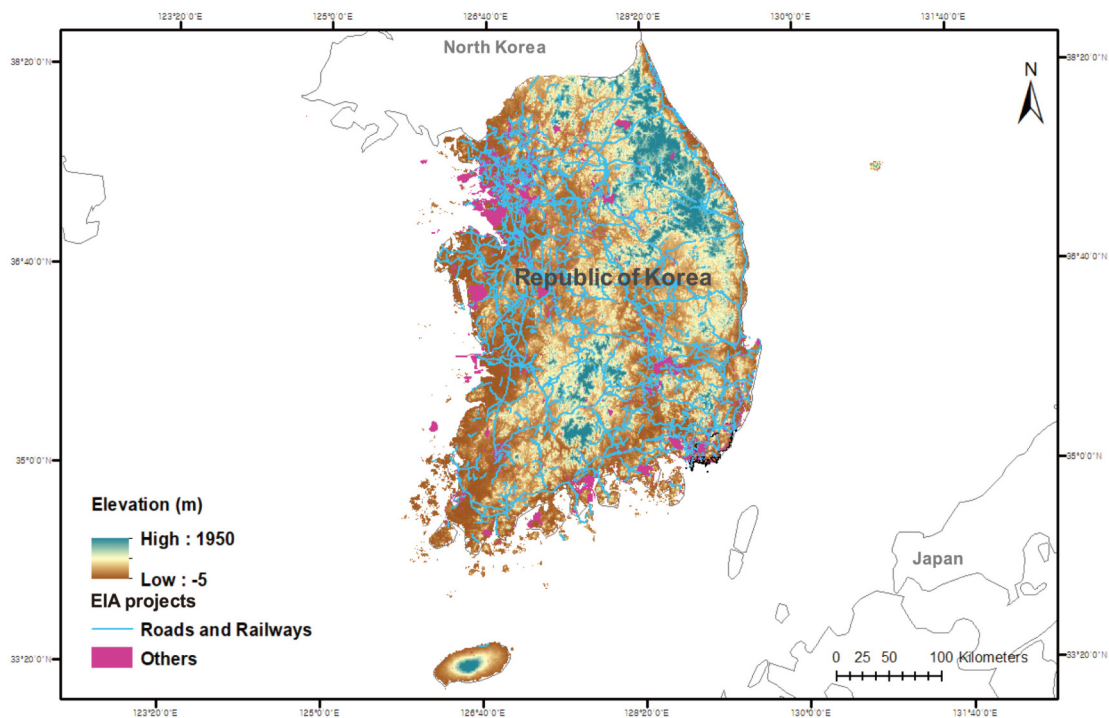 123°20'0"E 125°0'0"E 126°40'0"E 128°20'0"E 130°0'0"E 131°40'0"E
38°20'0"N 38°20'0"N
North Korea
N
36°40'0"N 36°40'0"N
Republic of Korea
35°0'0"N 35°0'0"N
Elevation (m)
High : 1950
Low : -5
EIA projects
Roads and Railways
Others
Japan
33°20'0"N 33°20'0"N
0 25 50 100 Kilometers
123°20'0"E 125°0'0"E 126°40'0"E 128°20'0"E 130°0'0"E 131°40'0"E